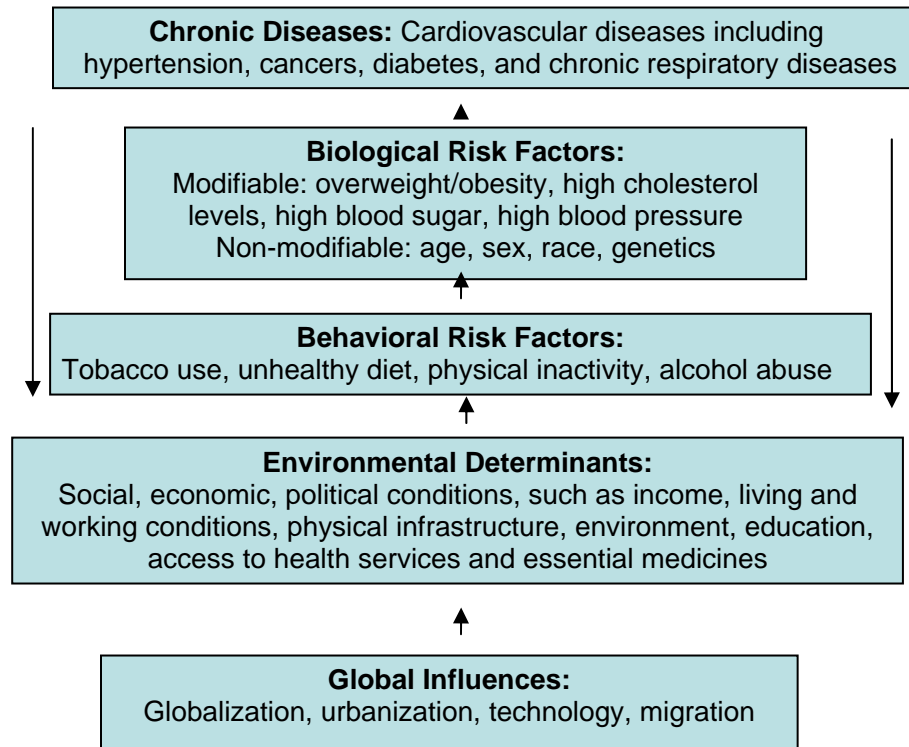 Chronic Diseases: Cardiovascular diseases including
hypertension, cancers, diabetes, and chronic respiratory diseases
Biological Risk Factors:
Modifiable: overweight/obesity, high cholesterol
levels, high blood sugar, high blood pressure
Non-modifiable: age, sex, race, genetics
Behavioral Risk Factors:
Tobacco use, unhealthy diet, physical inactivity, alcohol abuse
Environmental Determinants:
Social, economic, political conditions, such as income, living and
working conditions, physical infrastructure, environment, education,
access to health services and essential medicines
Global Influences:
Globalization, urbanization, technology, migration